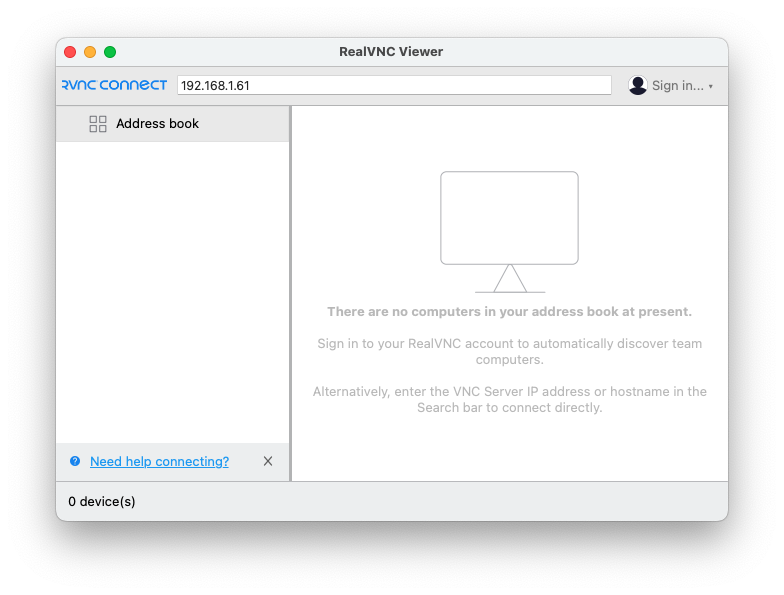 RealVNC Viewer
RVNC CONNECT
192.168.1.61
Sign in...
Address book
There are no computers in your address book at present.
Sign in to your RealVNC account to automatically discover team
computers.
Alternatively, enter the VNC Server IP address or hostname in the
Search bar to connect directly.
? Need help connecting?
0 device(s)